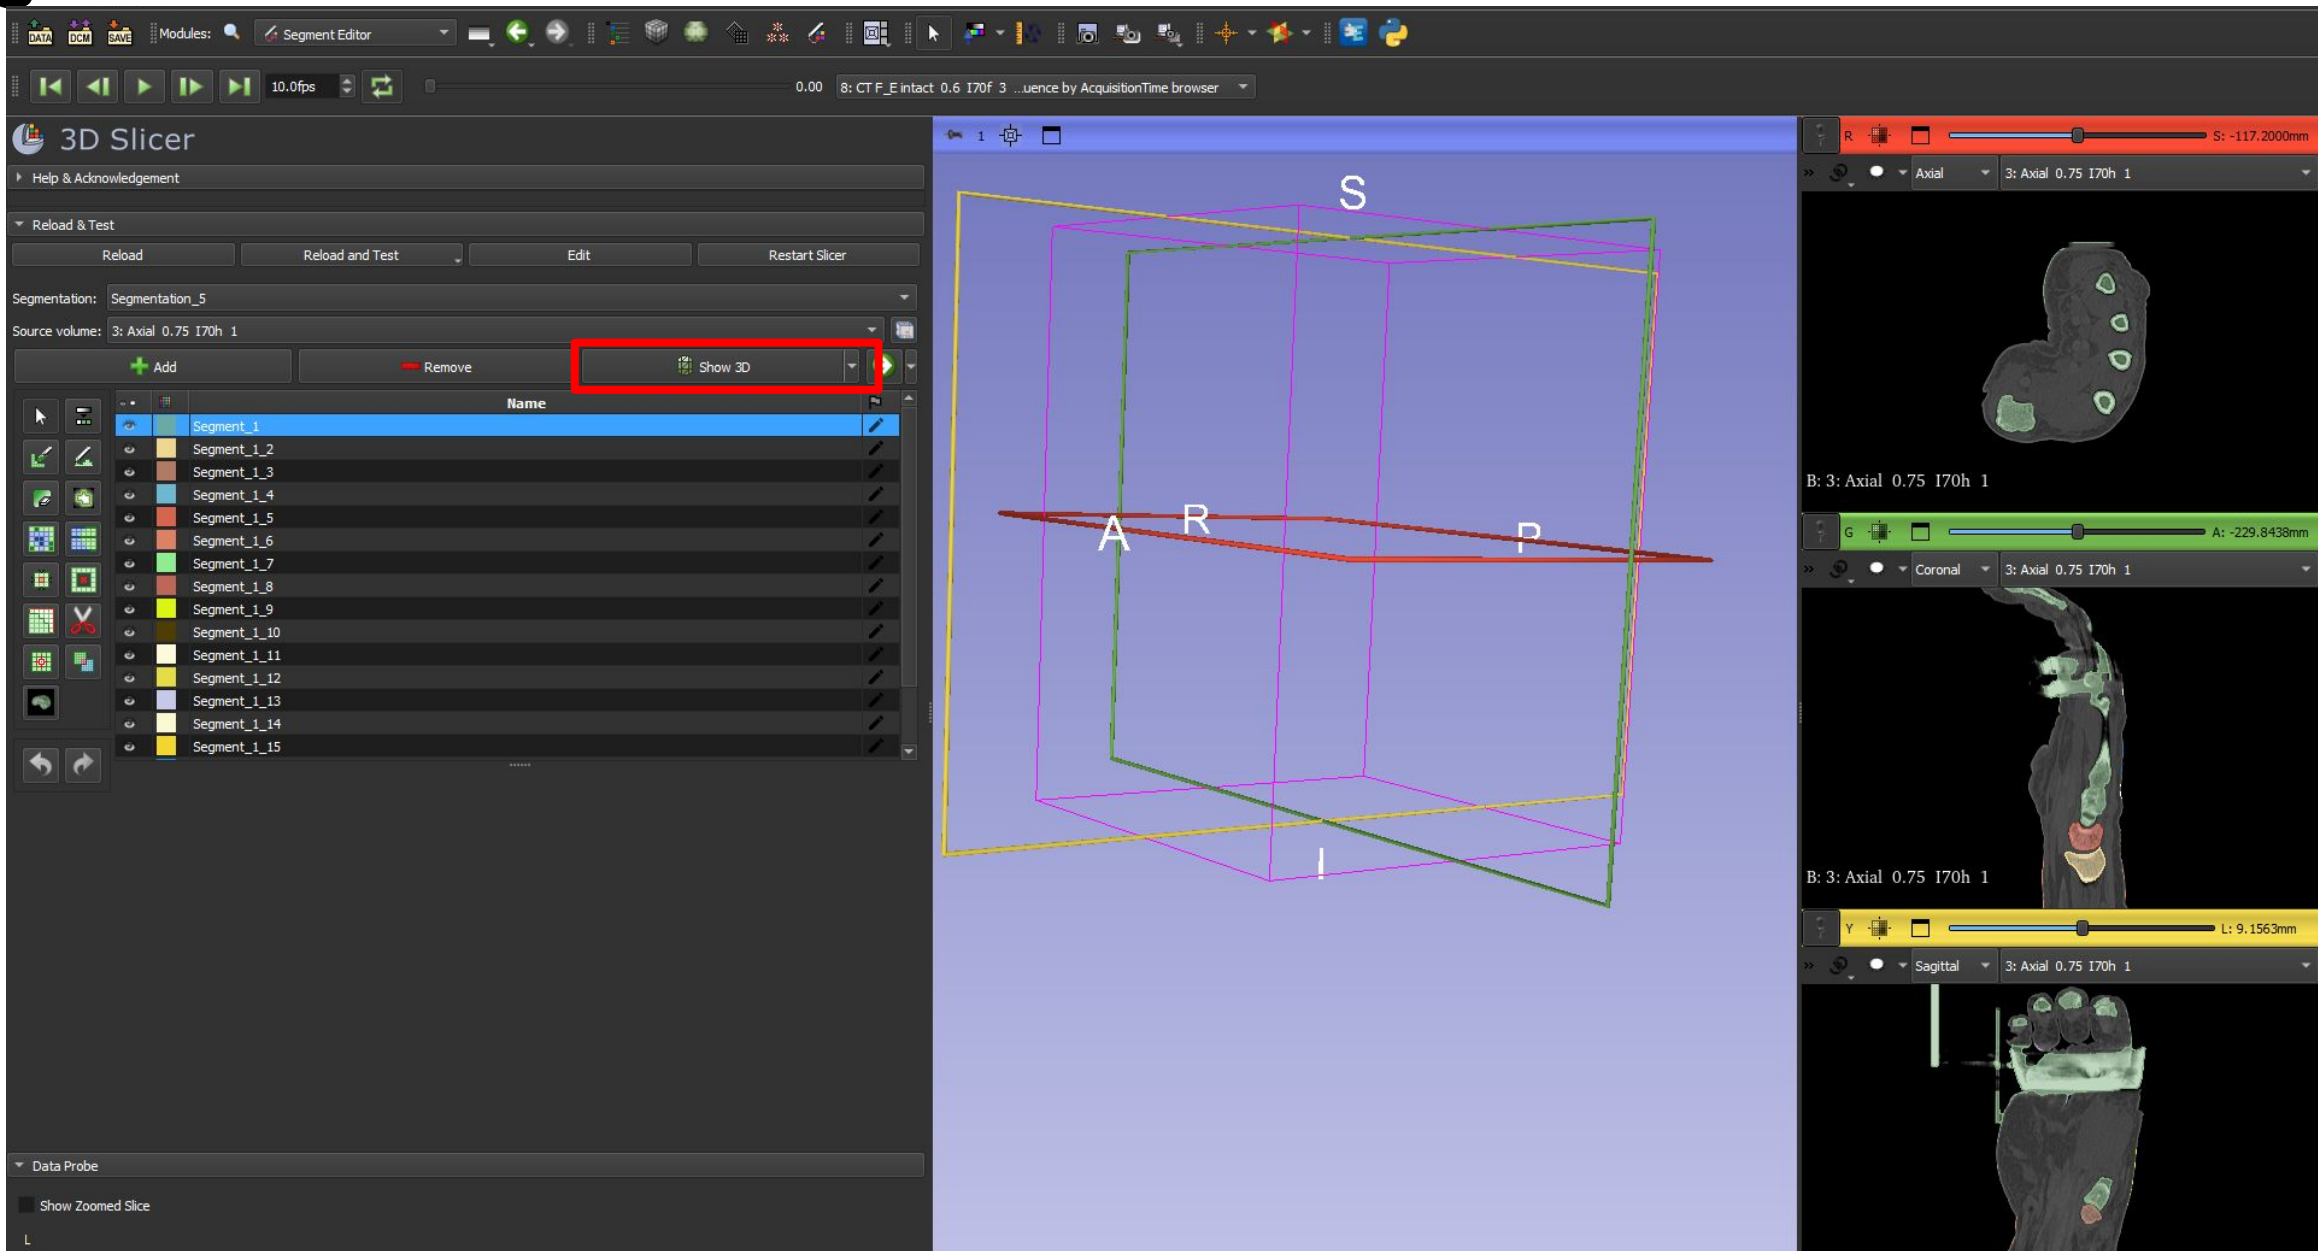 DATA DCM SAVE Modules: Segment Editor
10.0fps 0.00 8: CT F_E intact 0.6 I70f 3 ...uence by AcquisitionTime browser
3D Slicer
Help & Acknowledgement
Reload & Test
Reload Reload and Test Edit Restart Slicer
Segmentation: Segmentation_5
Source volume: 3: Axial 0.75 I70h 1
Add Remove Show 3D
Name
Segment_1
Segment_1_2
Segment_1_3
Segment_1_4
Segment_1_5
Segment_1_6
Segment_1_7
Segment_1_8
Segment_1_9
Segment_1_10
Segment_1_11
Segment_1_12
Segment_1_13
Segment_1_14
Segment_1_15
Data Probe
Show Zoomed Slice
L
1
S
R
A
P
I
R S: -117.2000mm
Axial 3: Axial 0.75 I70h 1
B: 3: Axial 0.75 I70h 1
G A: -229.8438mm
Coronal 3: Axial 0.75 I70h 1
B: 3: Axial 0.75 I70h 1
Y L: 9.1563mm
Sagittal 3: Axial 0.75 I70h 1